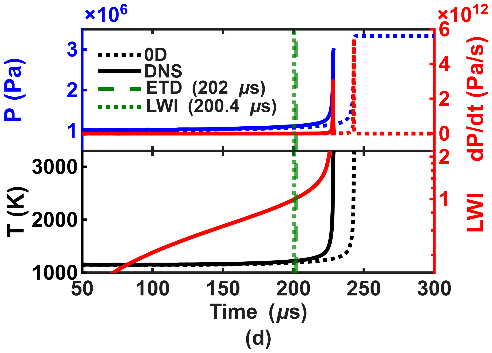 ×10⁶
×10¹²
P (Pa)
3
2
1
0D
DNS
ETD (202 μs)
LWI (200.4 μs)
6
4
2
0
dP/dt (Pa/s)
T (K)
3000
2000
1000
2
1
LWI
50 100 150 200 250 300
Time (μs)
(d)